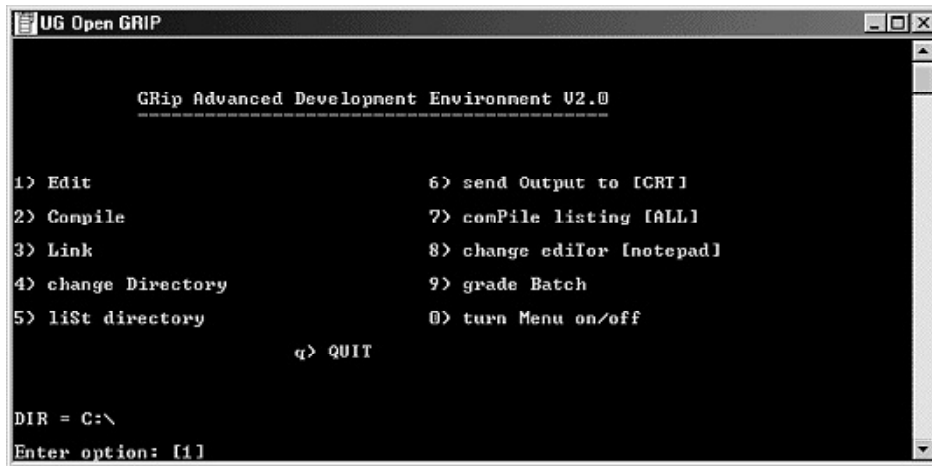 UG Open GRIP
GRip Advanced Development Environment V2.0
------------------------------------------
1) Edit 6) send Output to [CRT]
2) Compile 7) comPile listing [ALL]
3) Link 8) change ediTor [notepad]
4) change Directory 9) grade Batch
5) liSt directory 0) turn Menu on/off
q) QUIT
DIR = C:\
Enter option: [1]